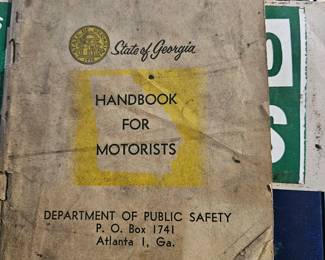 State of Georgia
HANDBOOK
FOR
MOTORISTS
DEPARTMENT OF PUBLIC SAFETY
P. O. Box 1741
Atlanta 1, Ga.